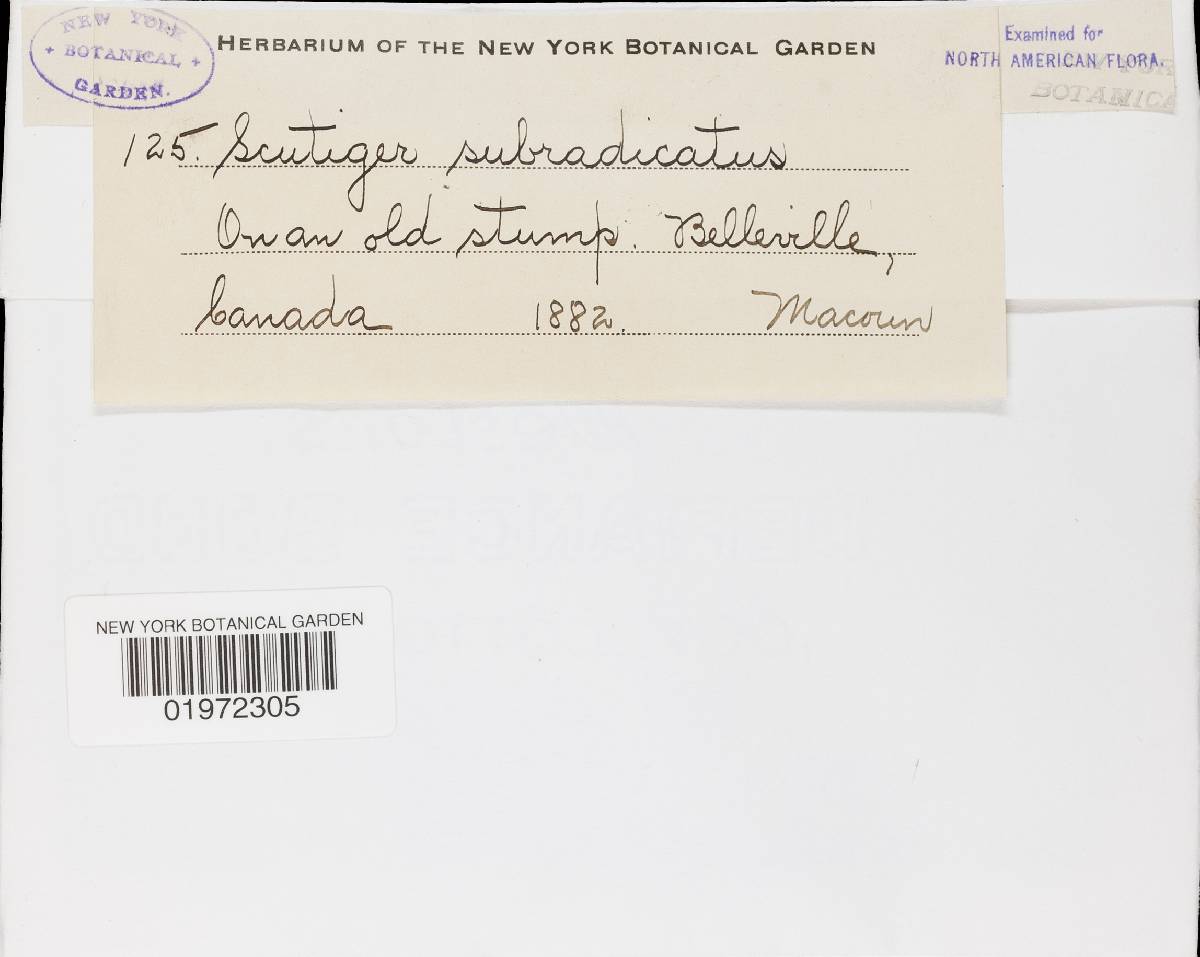 NEW YORK
+ BOTANICAL +
GARDEN.
HERBARIUM OF THE NEW YORK BOTANICAL GARDEN
Examined for
NORTH AMERICAN FLORA.
BOTANICA
125. Scutiger subradicatus
On an old stump. Belleville,
Canada 1882. Macoun
NEW YORK BOTANICAL GARDEN
01972305